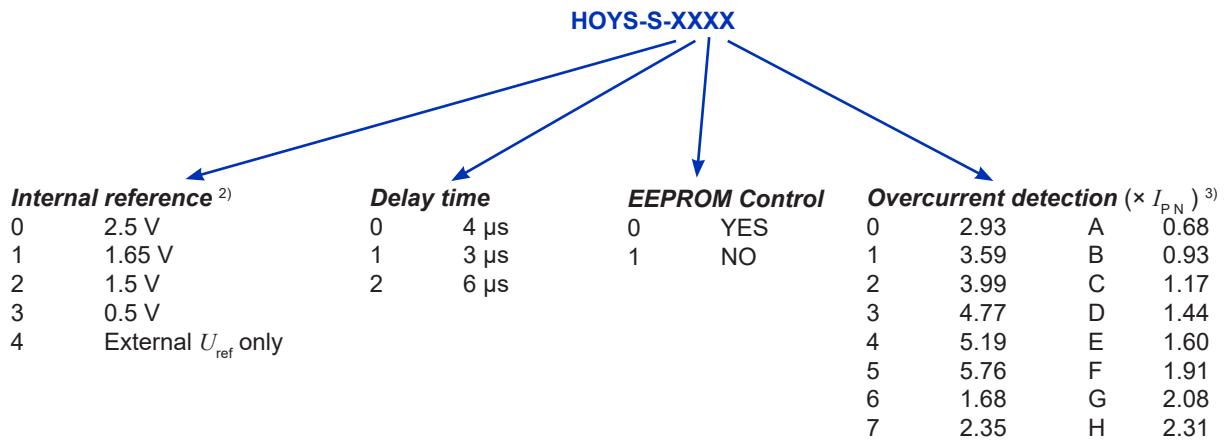 HOYS-S-XXXX
Internal reference 2)
0 2.5 V
1 1.65 V
2 1.5 V
3 0.5 V
4 External Uref only
Delay time
0 4 µs
1 3 µs
2 6 µs
EEPROM Control
0 YES
1 NO
Overcurrent detection (× IPN) 3)
0 2.93 A 0.68
1 3.59 B 0.93
2 3.99 C 1.17
3 4.77 D 1.44
4 5.19 E 1.60
5 5.76 F 1.91
6 1.68 G 2.08
7 2.35 H 2.31